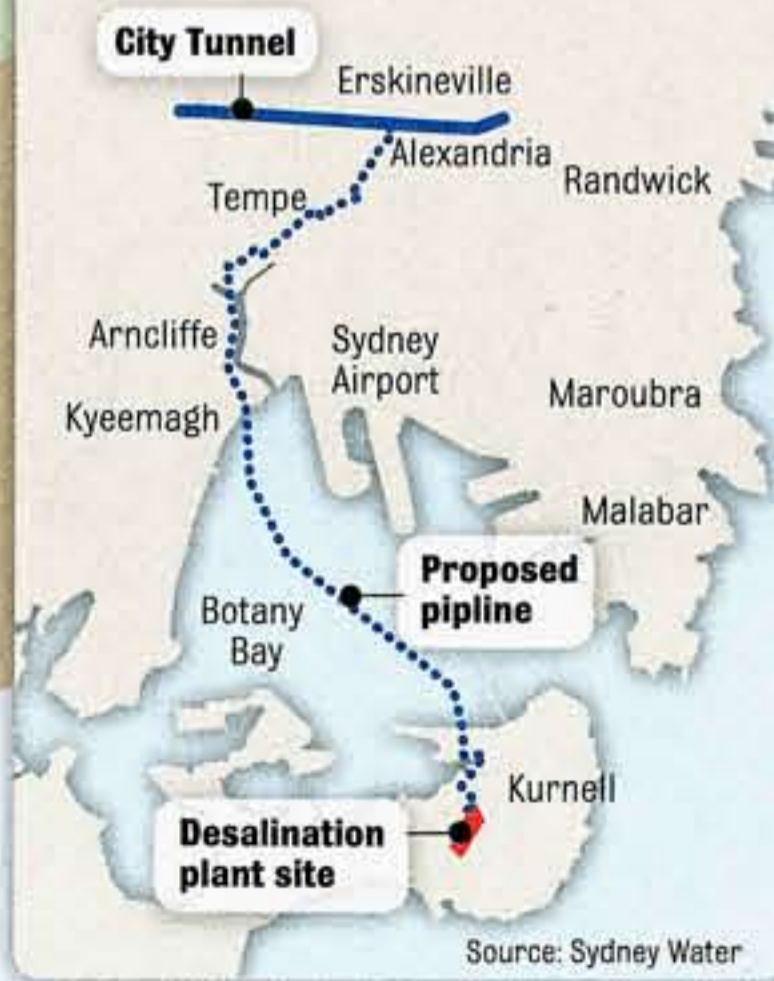 City Tunnel
Erskineville
Alexandria
Randwick
Tempe
Arncliffe
Sydney
Airport
Maroubra
Kyeemagh
Malabar
Proposed
pipline
Botany
Bay
Kurnell
Desalination
plant site
Source: Sydney Water